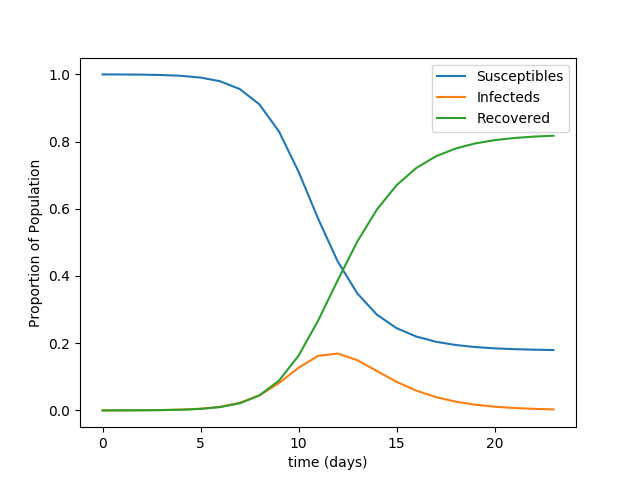 Susceptibles
Infecteds
Recovered
1.0
0.8
0.6
0.4
0.2
0.0
Proportion of Population
0 5 10 15 20
time (days)